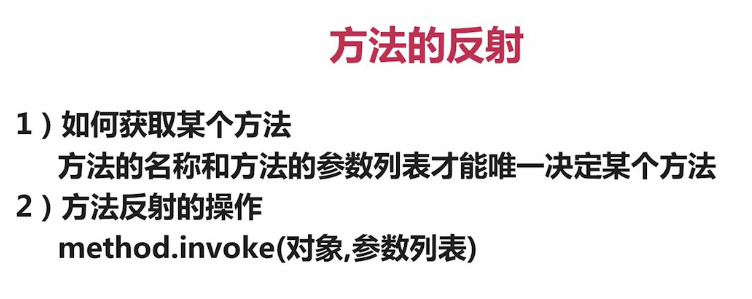 方法的反射
1）如何获取某个方法
方法的名称和方法的参数列表才能唯一决定某个方法
2）方法反射的操作
method.invoke(对象,参数列表)